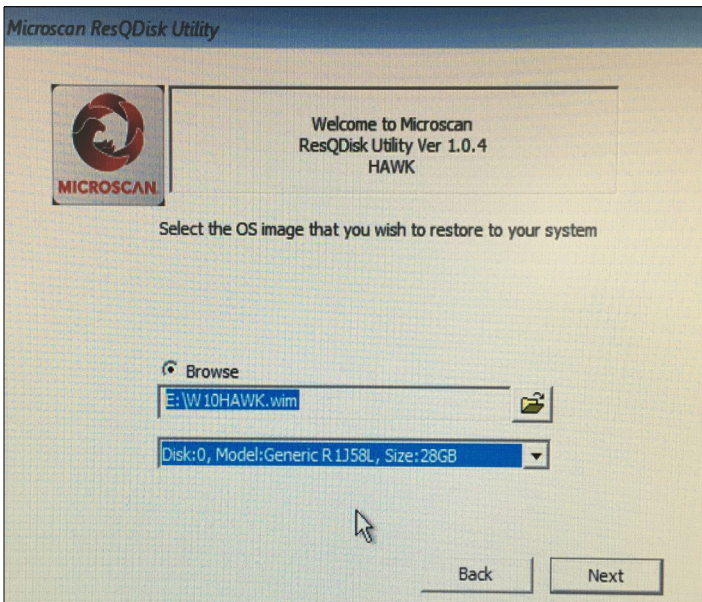 Microscan ResQDisk Utility
MICROSCAN
Welcome to Microscan
ResQDisk Utility Ver 1.0.4
HAWK
Select the OS image that you wish to restore to your system
Browse
E:\W10HAWK.wim
Disk:0, Model:Generic R1J58L, Size:28GB
Back
Next